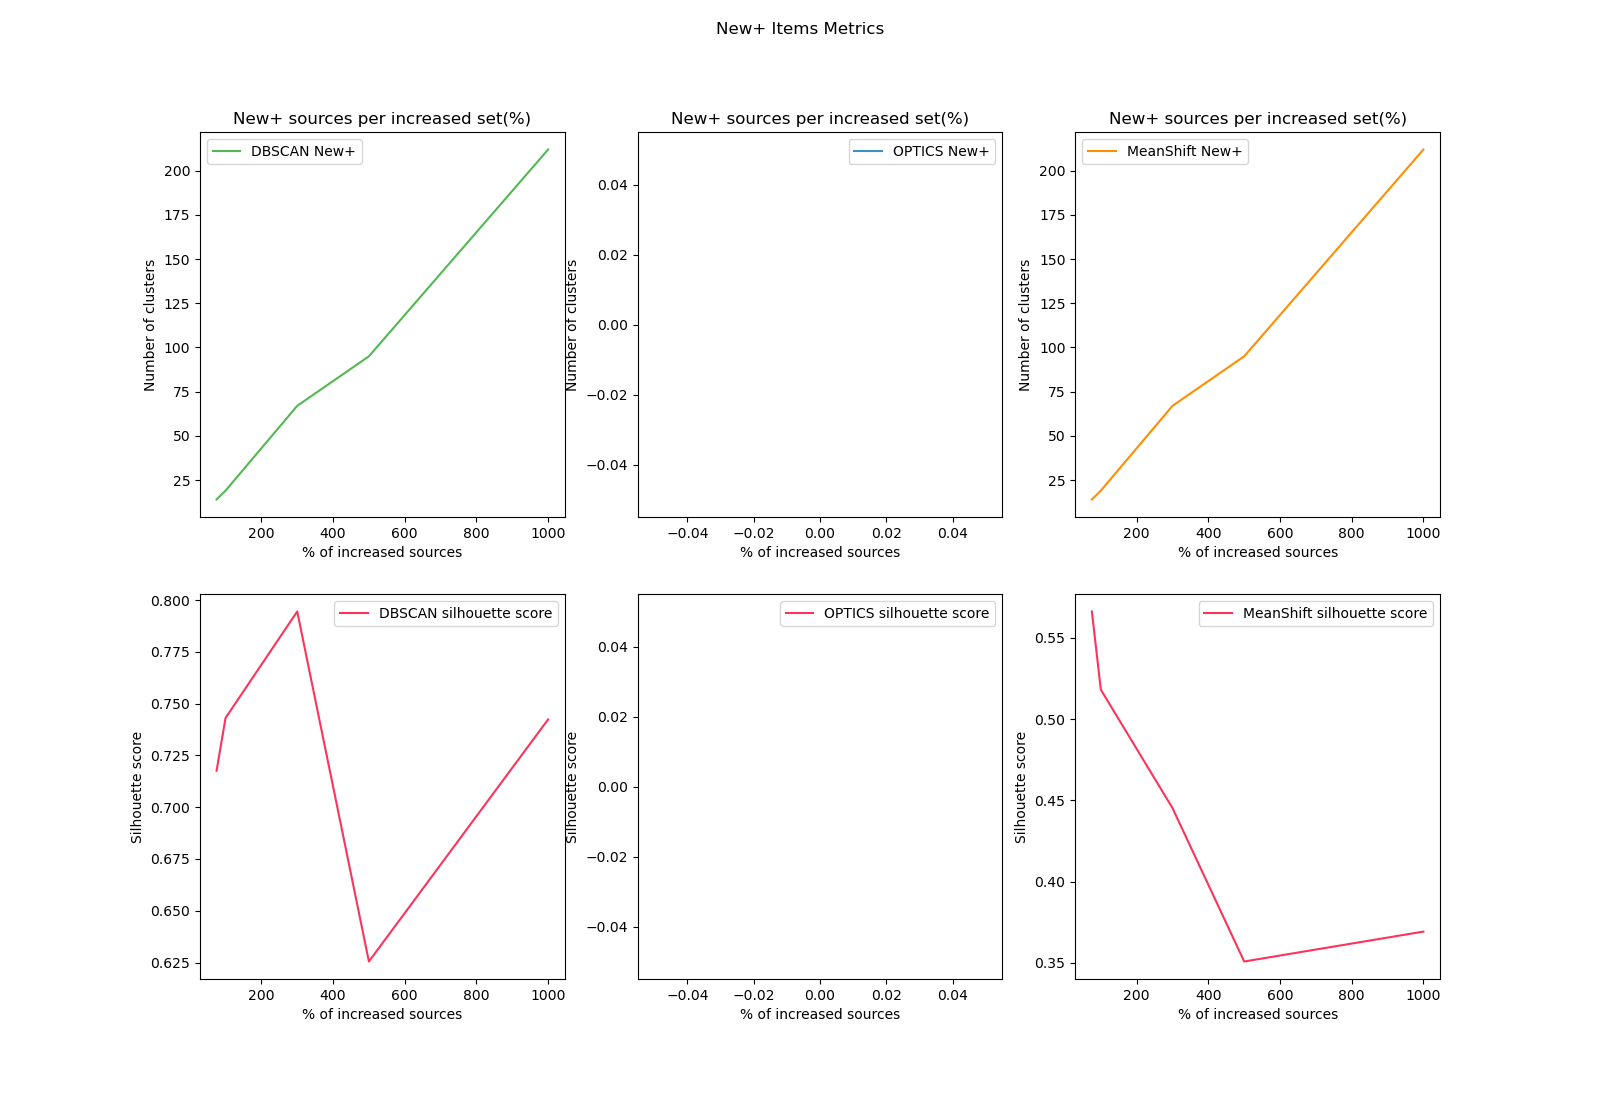 New+ Items Metrics
New+ sources per increased set(%)
DBSCAN New+
200
175
150
125
100
75
50
25
Number of clusters
200 400 600 800 1000
% of increased sources
New+ sources per increased set(%)
OPTICS New+
0.04
0.02
0.00
−0.02
−0.04
Number of clusters
−0.04 −0.02 0.00 0.02 0.04
% of increased sources
New+ sources per increased set(%)
MeanShift New+
200
175
150
125
100
75
50
25
Number of clusters
200 400 600 800 1000
% of increased sources
DBSCAN silhouette score
0.800
0.775
0.750
0.725
0.700
0.675
0.650
0.625
Silhouette score
200 400 600 800 1000
% of increased sources
OPTICS silhouette score
0.04
0.02
0.00
−0.02
−0.04
Silhouette score
−0.04 −0.02 0.00 0.02 0.04
% of increased sources
MeanShift silhouette score
0.55
0.50
0.45
0.40
0.35
Silhouette score
200 400 600 800 1000
% of increased sources